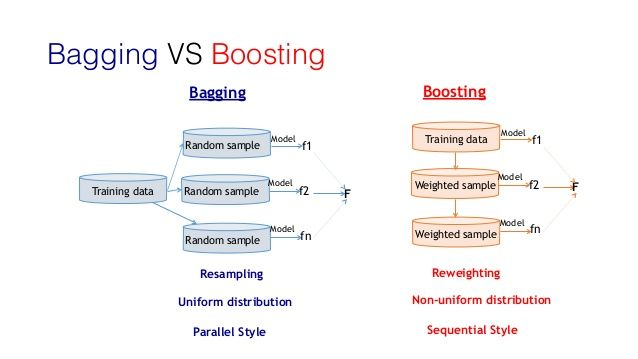 Bagging VS Boosting
Bagging
Training data
Random sample
Model
f1
Random sample
Model
f2
Random sample
Model
fn
F
Resampling
Uniform distribution
Parallel Style
Boosting
Training data
Model
f1
Weighted sample
Model
f2
Weighted sample
Model
fn
F
Reweighting
Non-uniform distribution
Sequential Style